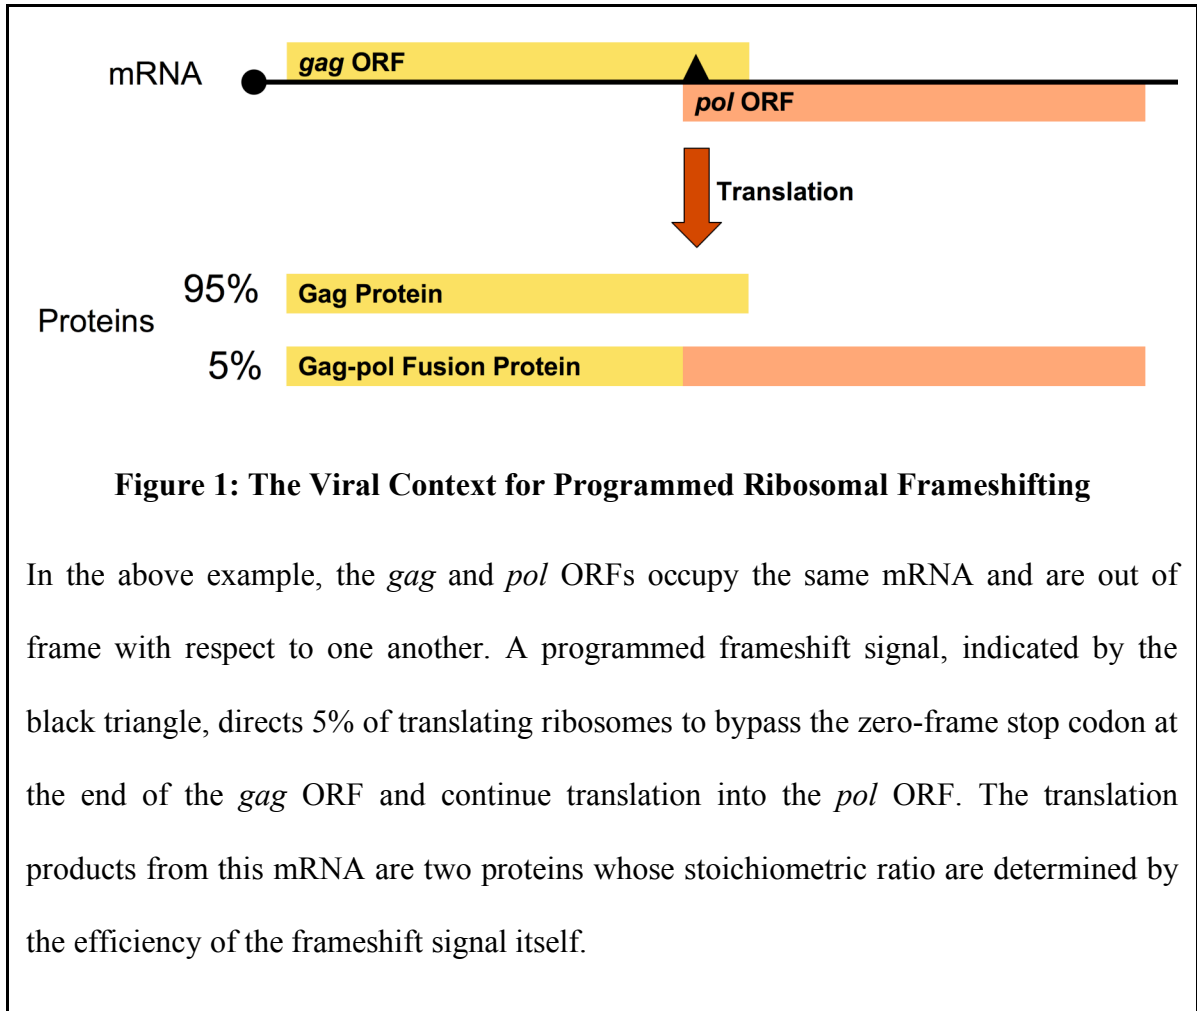 mRNA
gag ORF
pol ORF
Translation
95%
Gag Protein
Proteins
5%
Gag-pol Fusion Protein
Figure 1: The Viral Context for Programmed Ribosomal Frameshifting
In the above example, the gag and pol ORFs occupy the same mRNA and are out of
frame with respect to one another. A programmed frameshift signal, indicated by the
black triangle, directs 5% of translating ribosomes to bypass the zero-frame stop codon at
the end of the gag ORF and continue translation into the pol ORF. The translation
products from this mRNA are two proteins whose stoichiometric ratio are determined by
the efficiency of the frameshift signal itself.